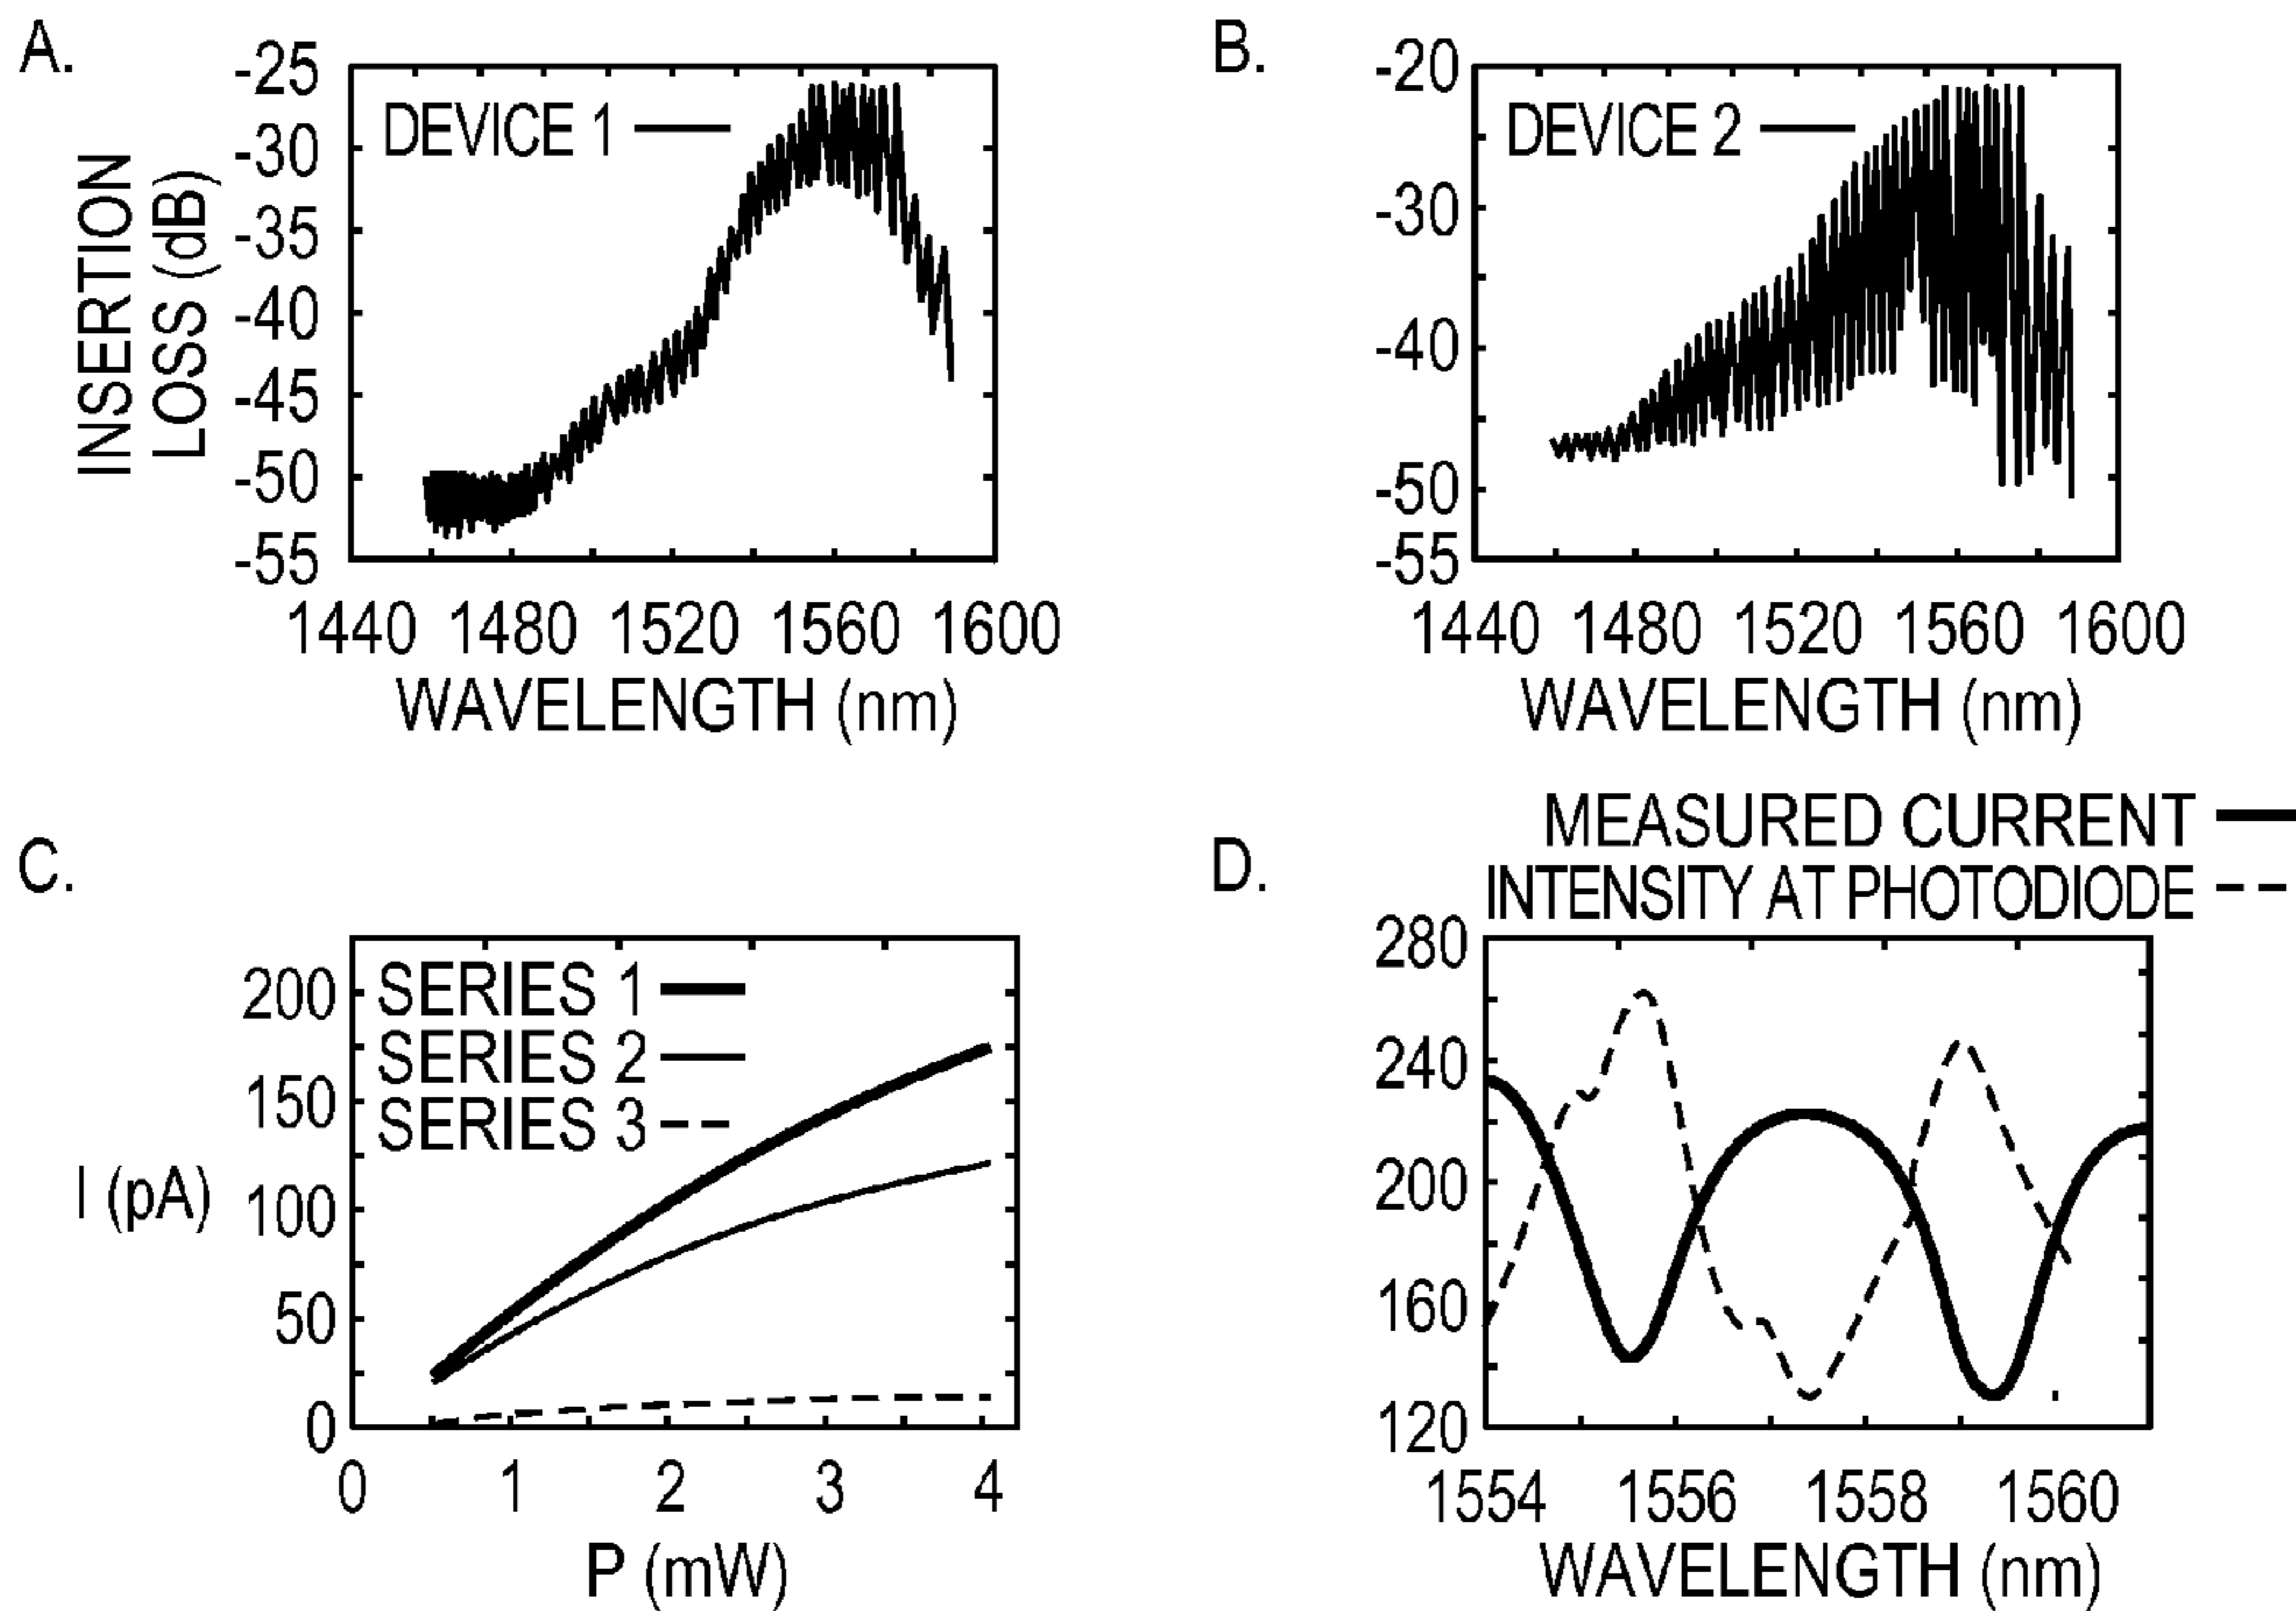 A.
INSERTION
LOSS (dB)
-25
-30
-35
-40
-45
-50
-55
DEVICE 1
1440 1480 1520 1560 1600
WAVELENGTH (nm)
B.
-20
-30
-40
-50
-55
DEVICE 2
1440 1480 1520 1560 1600
WAVELENGTH (nm)
C.
I (pA)
200
150
100
50
0
SERIES 1
SERIES 2
SERIES 3
0 1 2 3 4
P (mW)
D.
MEASURED CURRENT
INTENSITY AT PHOTODIODE
280
240
200
160
120
1554 1556 1558 1560
WAVELENGTH (nm)